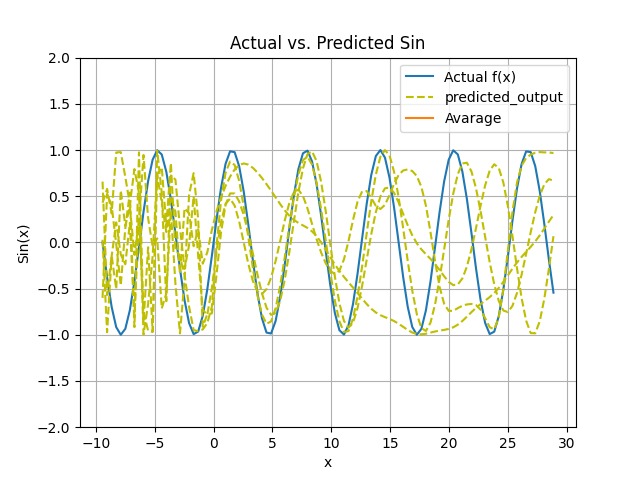 Actual vs. Predicted Sin
Actual f(x)
predicted_output
Avarage
2.0
1.5
1.0
0.5
0.0
−0.5
−1.0
−1.5
−2.0
Sin(x)
−10 −5 0 5 10 15 20 25 30
x